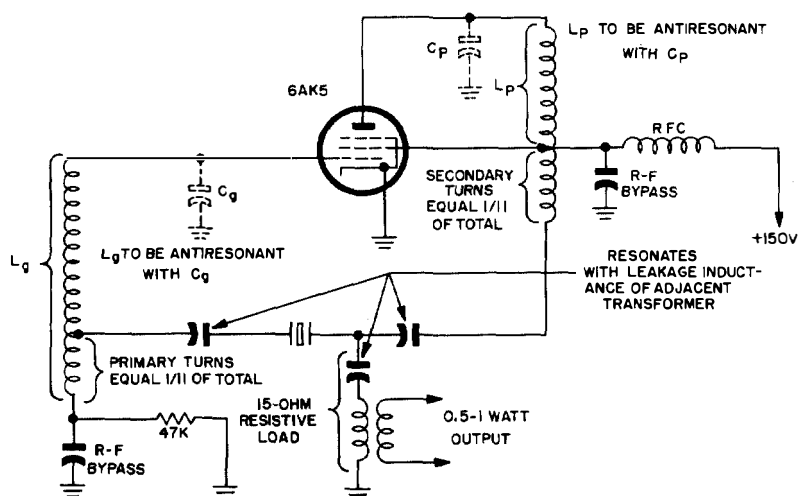 Lp TO BE ANTIRESONANT
WITH Cp
Cp
Lp
6AK5
RFC
R-F
BYPASS
+150V
SECONDARY
TURNS
EQUAL 1/11
OF TOTAL
Cg
Lg
Lg TO BE ANTIRESONANT
WITH Cg
RESONATES
WITH LEAKAGE INDUCT-
ANCE OF ADJACENT
TRANSFORMER
PRIMARY TURNS
EQUAL 1/11 OF TOTAL
15-OHM
RESISTIVE
LOAD
0.5-1 WATT
OUTPUT
47K
R-F
BYPASS